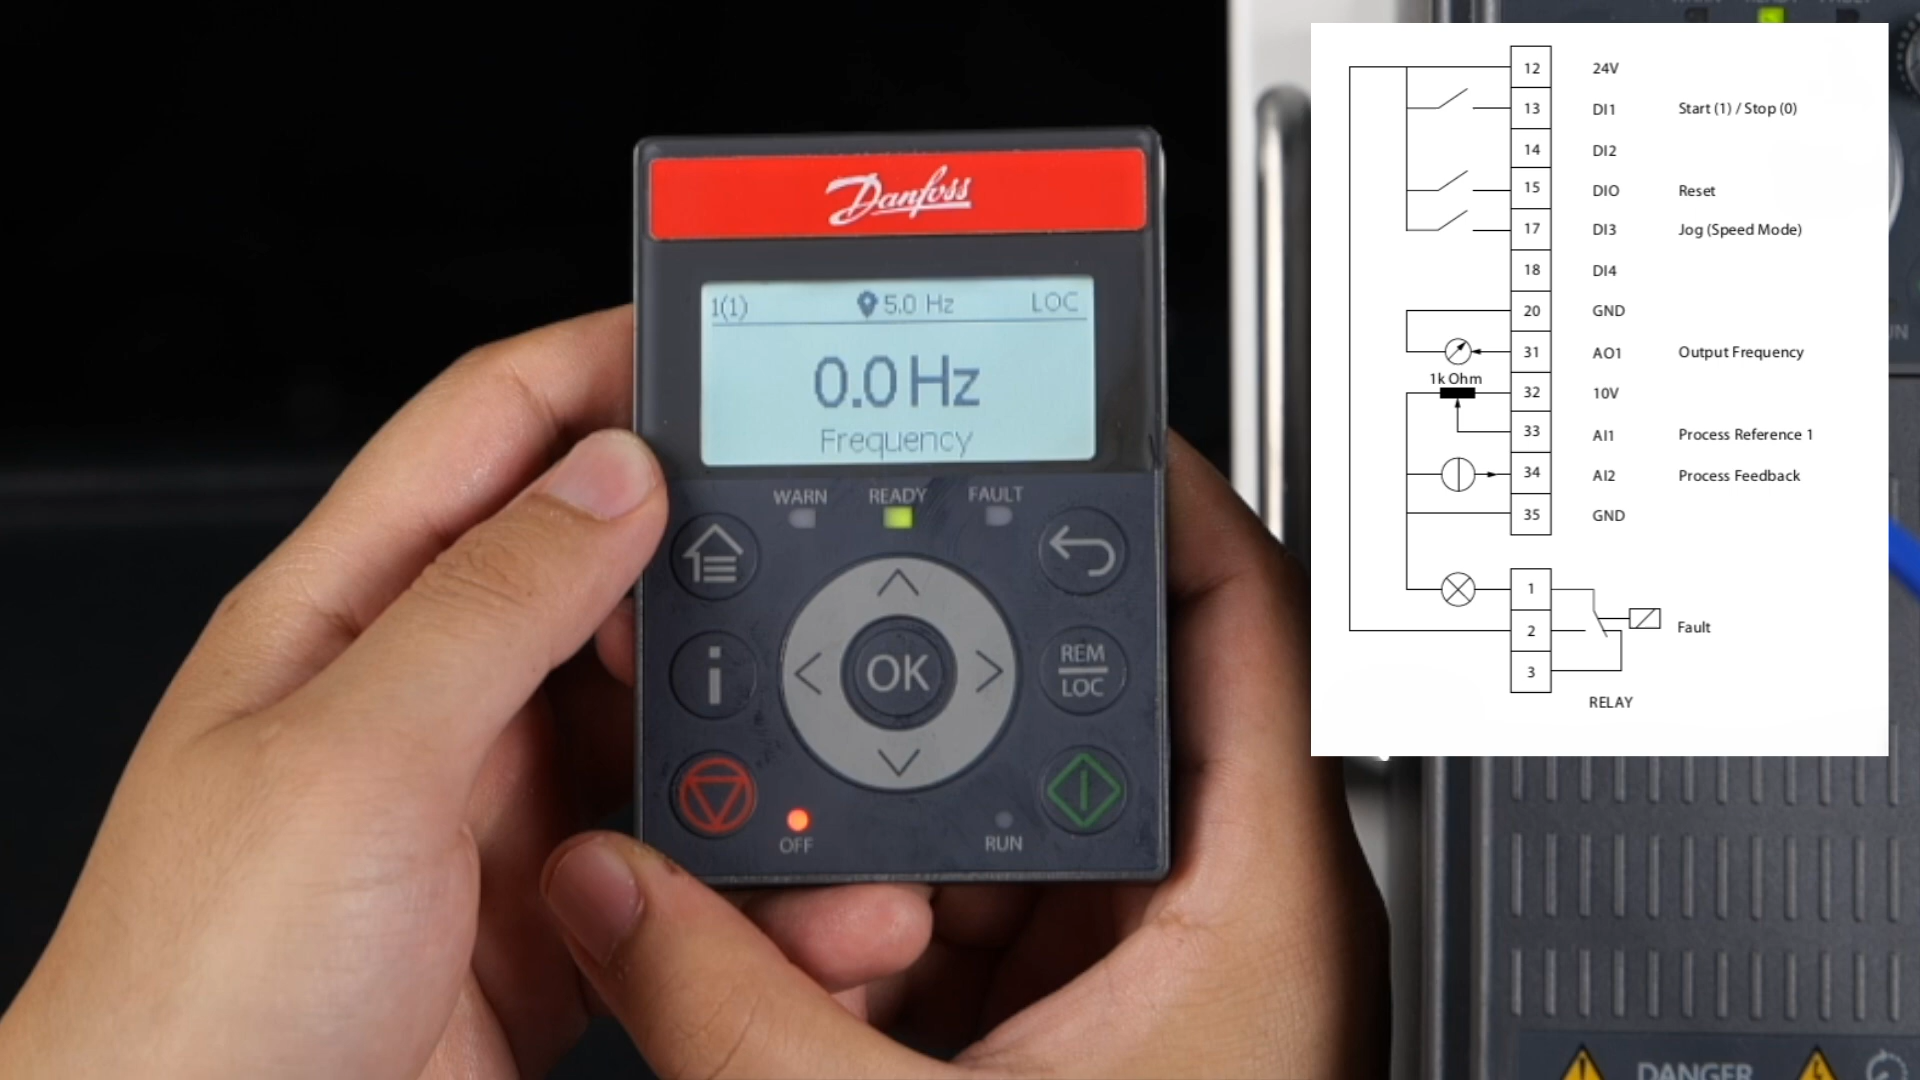 Danfoss
1(1) 5.0 Hz LOC
0.0 Hz
Frequency
WARN READY FAULT
OK
REM
LOC
OFF
RUN
12 24V
13 DI1 Start (1) / Stop (0)
14 DI2
15 DIO Reset
17 DI3 Jog (Speed Mode)
18 DI4
20 GND
31 AO1 Output Frequency
1k Ohm
32 10V
33 AI1 Process Reference 1
34 AI2 Process Feedback
35 GND
1
2
Fault
3
RELAY
DANGER